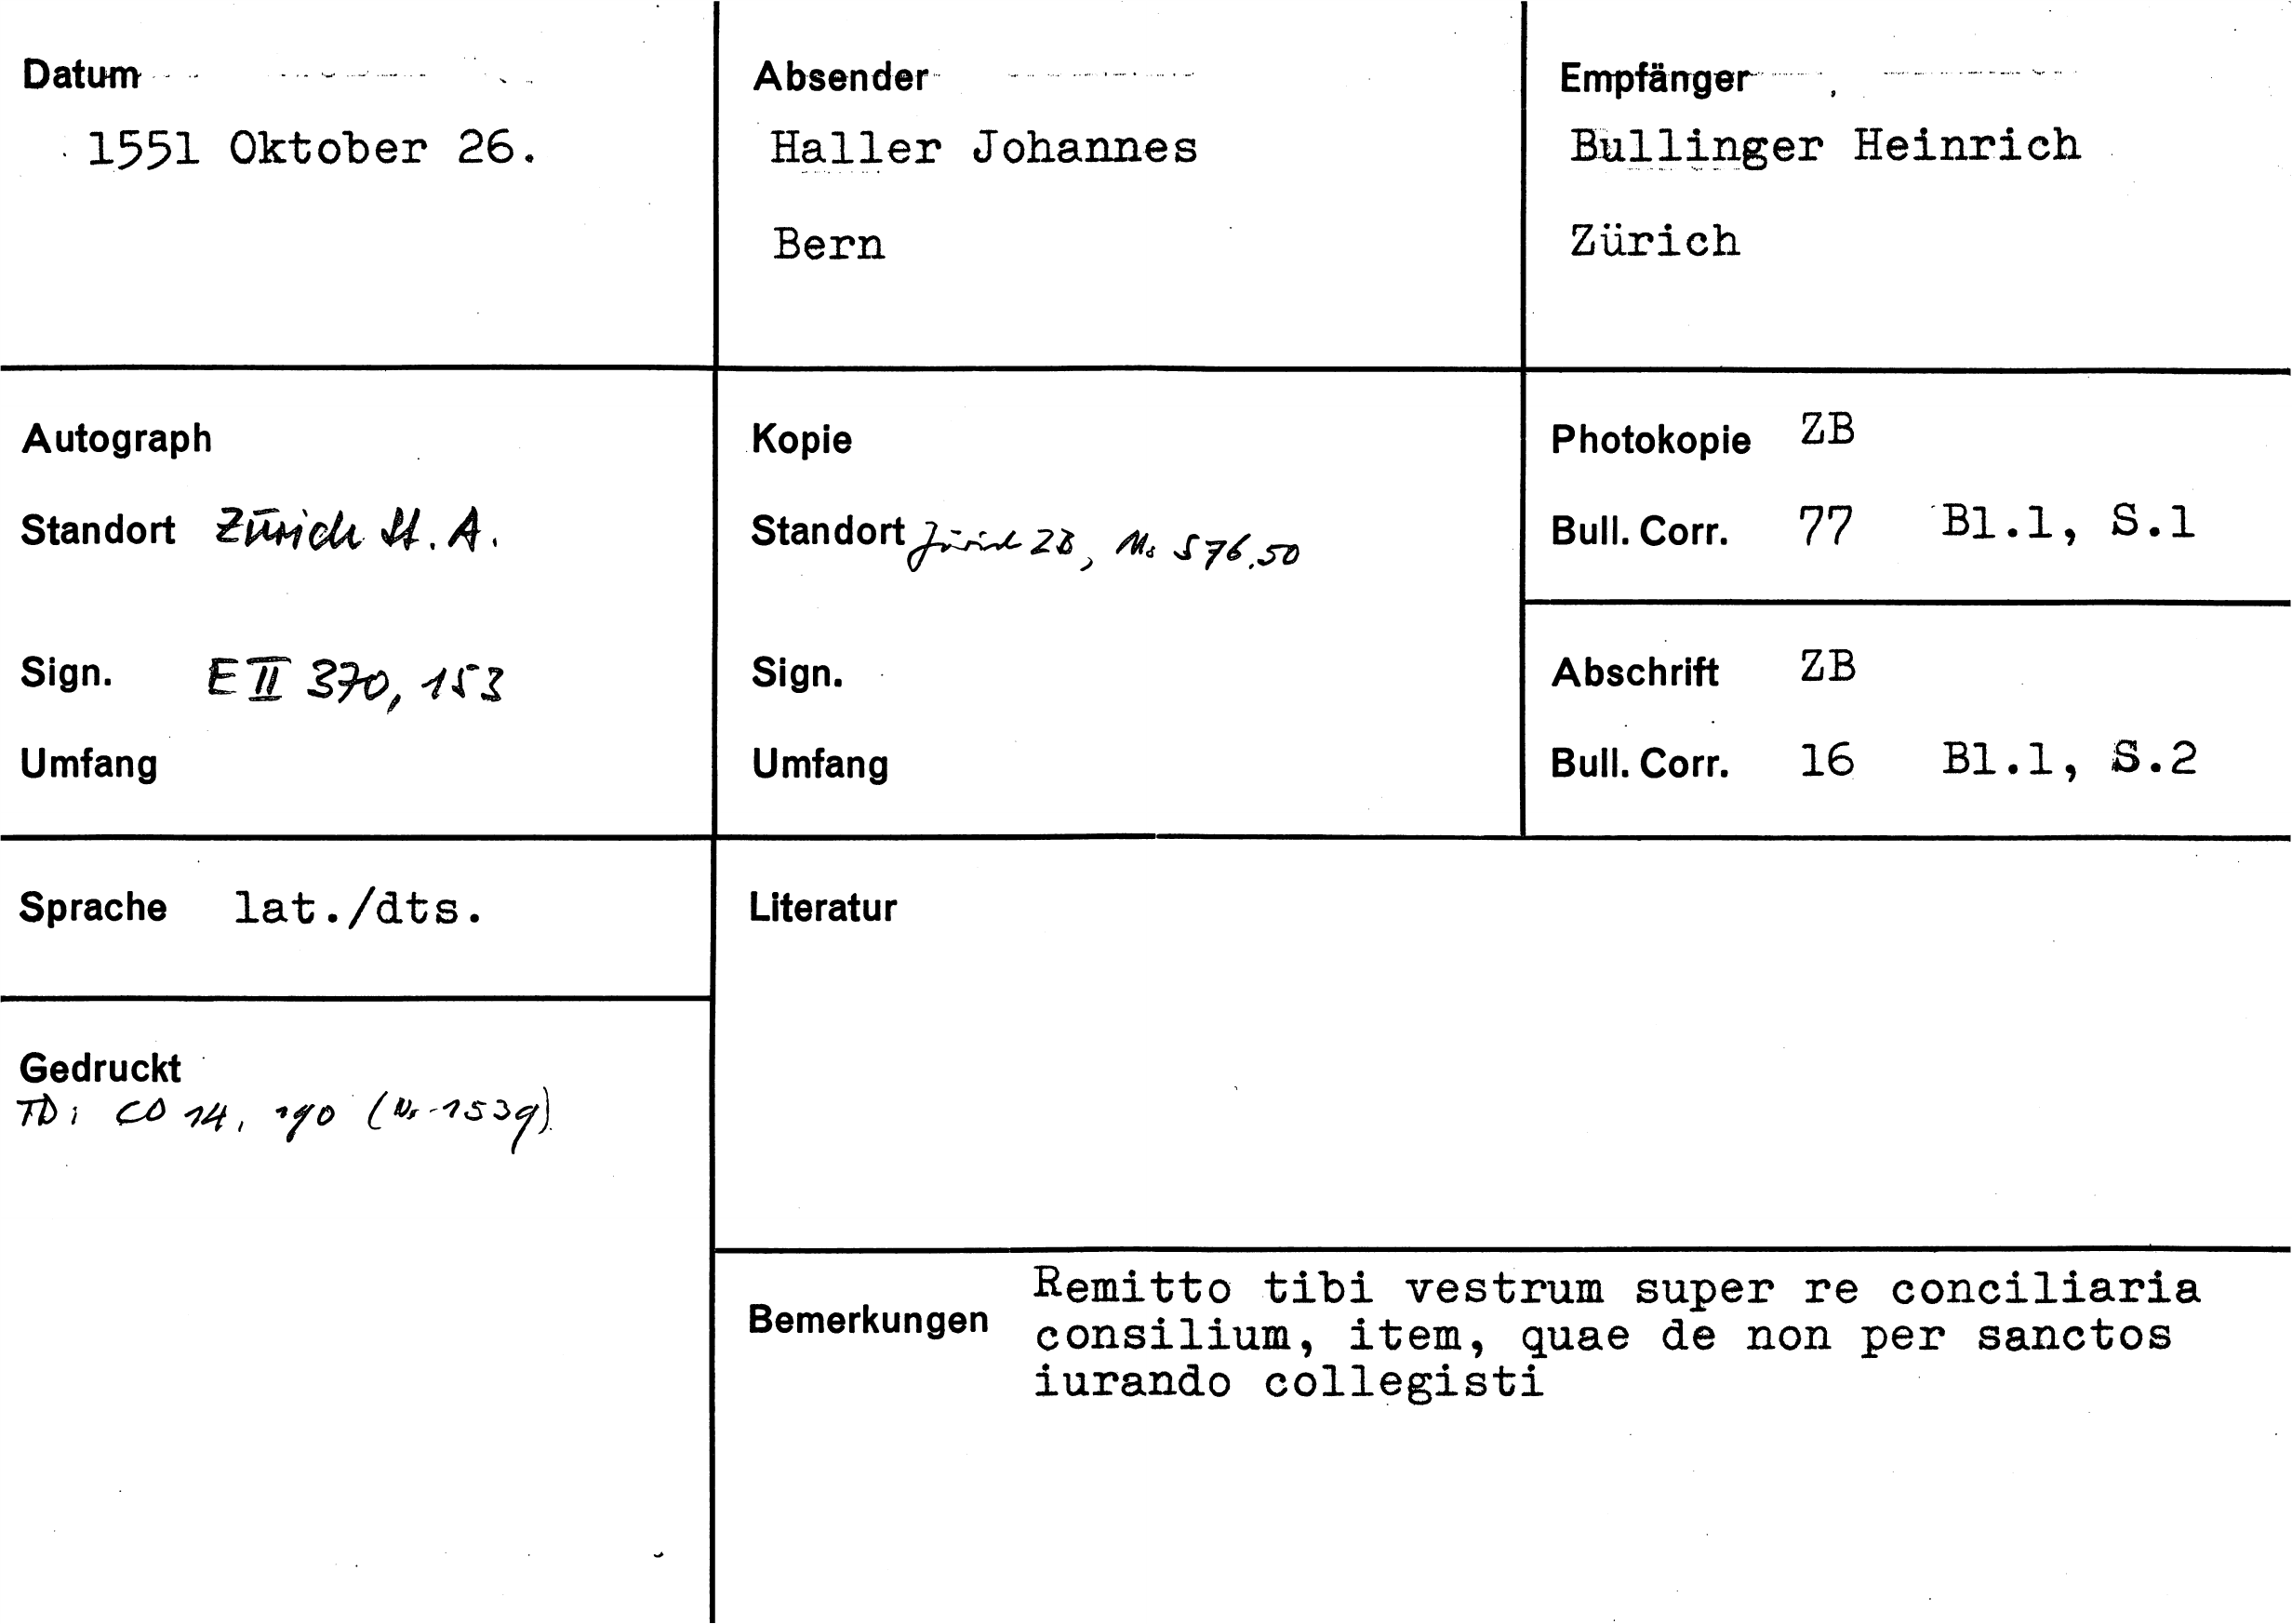 Datum
1551 Oktober 26.
Absender
Haller Johannes
Bern
Empfänger
Bullinger Heinrich
Zürich
Autograph
Standort Zürich St. A.
Sign. E II 370, 153
Umfang
Kopie
Standort Zürich ZB, Ms S 76, 50
Sign.
Umfang
Photokopie ZB
Bull. Corr. 77 Bl.1, S.1
Abschrift ZB
Bull. Corr. 16 Bl.1, S.2
Sprache lat./dts.
Literatur
Gedruckt
TD: CO 14, 190 (Nr. 1539)
Bemerkungen Remitto tibi vestrum super re conciliaria
consilium, item, quae de non per sanctos
iurando collegisti